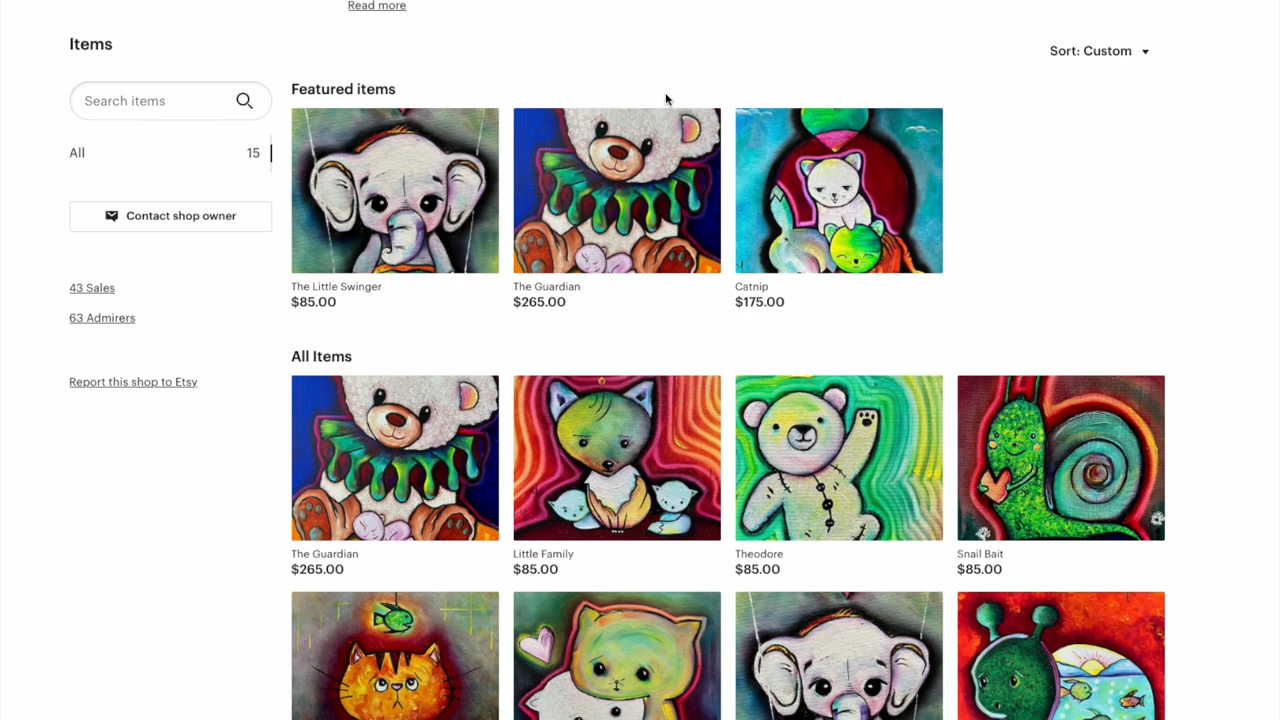 Read more
Items
Sort: Custom
Search items
All 15
Contact shop owner
43 Sales
63 Admirers
Report this shop to Etsy
Featured items
The Little Swinger
$85.00
The Guardian
$265.00
Catnip
$175.00
All Items
The Guardian
$265.00
Little Family
$85.00
Theodore
$85.00
Snail Bait
$85.00